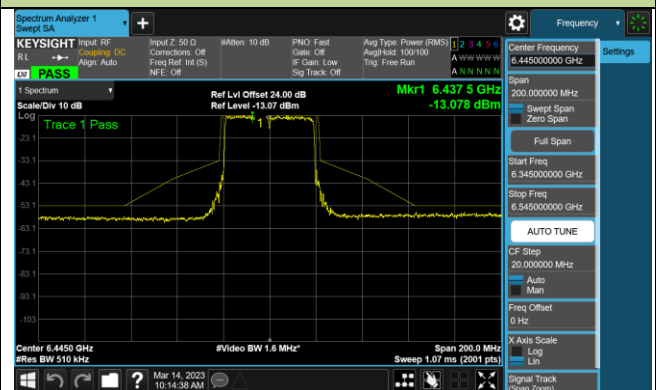 Spectrum Analyzer 1
Swept SA
Frequency
KEYSIGHT
RL
PASS
Input: RF
Coupling: DC
Align: Auto
Input Z: 50 Ω
Corrections: Off
Freq Ref: Int (S)
NFE: Off
#Atten: 10 dB
PNO: Fast
Gate: Off
IF Gain: Low
Sig Track: Off
Avg Type: Power (RMS)
Avg|Hold: 100/100
Trig: Free Run
1 2 3 4 5 6
A W W W W W
A N N N N N
1 Spectrum
Scale/Div 10 dB
Log
Ref Lvl Offset 24.00 dB
Ref Level -13.07 dBm
Mkr1 6.437 5 GHz
-13.078 dBm
Trace 1 Pass
1
-23.1
-33.1
-43.1
-53.1
-63.1
-73.1
-83.1
-93.1
-103
Center 6.4450 GHz
#Res BW 510 kHz
#Video BW 1.6 MHz*
Span 200.0 MHz
Sweep 1.07 ms (2001 pts)
Mar 14, 2023
10:14:38 AM
Center Frequency
6.445000000 GHz
Span
200.000000 MHz
Swept Span
Zero Span
Full Span
Start Freq
6.345000000 GHz
Stop Freq
6.545000000 GHz
AUTO TUNE
CF Step
20.000000 MHz
Auto
Man
Freq Offset
0 Hz
X Axis Scale
Log
Lin
Signal Track
(Span Zoom)
Settings